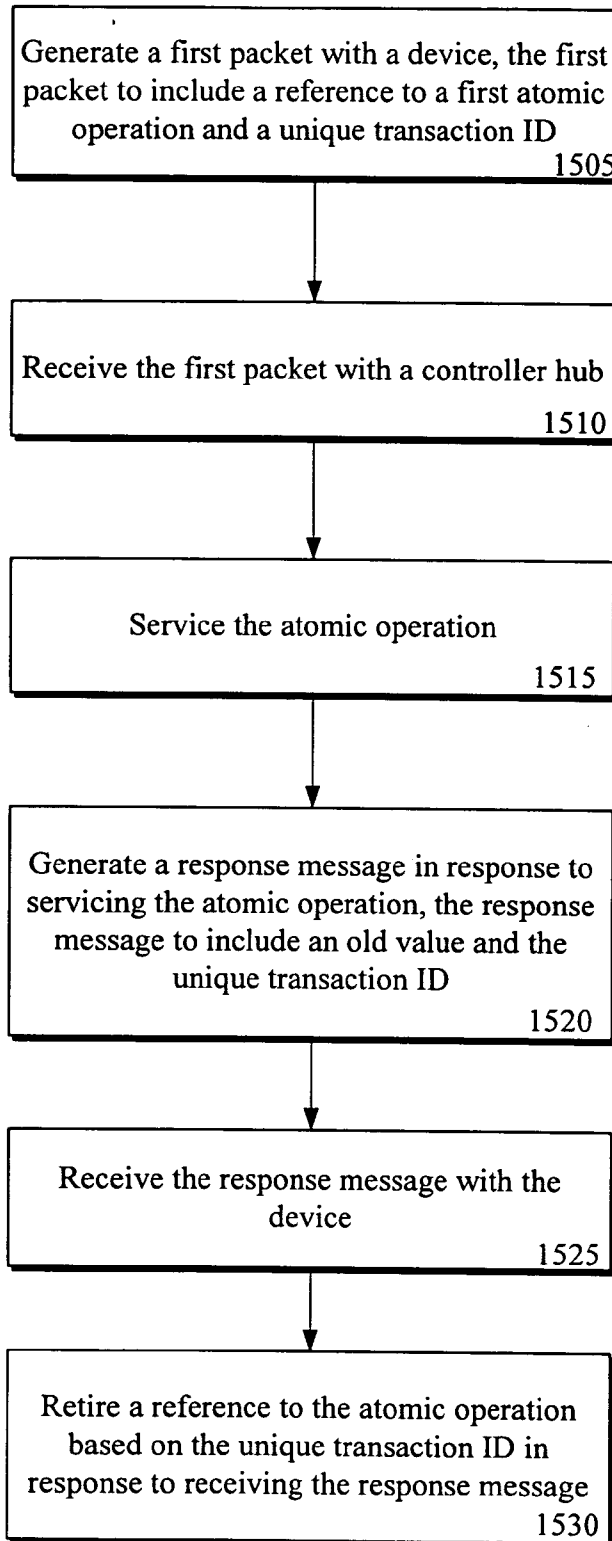 Generate a first packet with a device, the first
packet to include a reference to a first atomic
operation and a unique transaction ID
1505
Receive the first packet with a controller hub
1510
Service the atomic operation
1515
Generate a response message in response to
servicing the atomic operation, the response
message to include an old value and the
unique transaction ID
1520
Receive the response message with the
device
1525
Retire a reference to the atomic operation
based on the unique transaction ID in
response to receiving the response message
1530